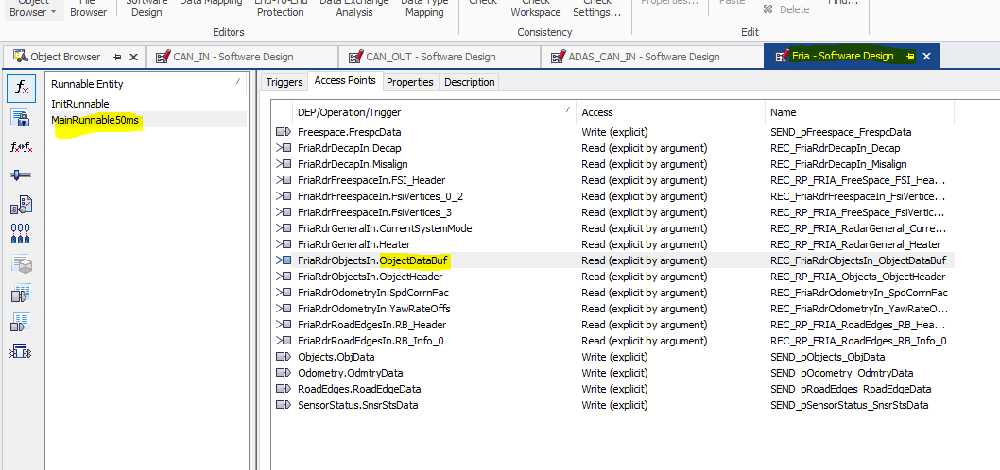 Object File Software Data Mapping End-To-End Data Exchange Data Type Check Check Check Properties... Paste Find...
Browser Browser Design Protection Analysis Mapping Workspace Settings... Delete
Editors Consistency Edit
Object Browser CAN_IN - Software Design CAN_OUT - Software Design ADAS_CAN_IN - Software Design Fria - Software Design
Runnable Entity
InitRunnable
MainRunnable50ms
Triggers Access Points Properties Description
DEP/Operation/Trigger Access Name
Freespace.FrespcData Write (explicit) SEND_pFreespace_FrespcData
FriaRdrDecapIn.Decap Read (explicit by argument) REC_FriaRdrDecapIn_Decap
FriaRdrDecapIn.Misalign Read (explicit by argument) REC_FriaRdrDecapIn_Misalign
FriaRdrFreespaceIn.FSI_Header Read (explicit by argument) REC_RP_FRIA_FreeSpace_FSI_Hea...
FriaRdrFreespaceIn.FsiVertices_0_2 Read (explicit by argument) REC_FriaRdrFreespaceIn_FsiVertice...
FriaRdrFreespaceIn.FsiVertices_3 Read (explicit by argument) REC_RP_FRIA_FreeSpace_FsiVertic...
FriaRdrGeneralIn.CurrentSystemMode Read (explicit by argument) REC_RP_FRIA_RadarGeneral_Curre...
FriaRdrGeneralIn.Heater Read (explicit by argument) REC_RP_FRIA_RadarGeneral_Heater
FriaRdrObjectsIn.ObjectDataBuf Read (explicit by argument) REC_FriaRdrObjectsIn_ObjectDataBuf
FriaRdrObjectsIn.ObjectHeader Read (explicit by argument) REC_RP_FRIA_Objects_ObjectHeader
FriaRdrOdometryIn.SpdCorrnFac Read (explicit by argument) REC_FriaRdrOdometryIn_SpdCorrnFac
FriaRdrOdometryIn.YawRateOffs Read (explicit by argument) REC_FriaRdrOdometryIn_YawRateO...
FriaRdrRoadEdgesIn.RB_Header Read (explicit by argument) REC_RP_FRIA_RoadEdges_RB_Hea...
FriaRdrRoadEdgesIn.RB_Info_0 Read (explicit by argument) REC_RP_FRIA_RoadEdges_RB_Info_0
Objects.ObjData Write (explicit) SEND_pObjects_ObjData
Odometry.OdmtryData Write (explicit) SEND_pOdometry_OdmtryData
RoadEdges.RoadEdgeData Write (explicit) SEND_pRoadEdges_RoadEdgeData
SensorStatus.SnsrStsData Write (explicit) SEND_pSensorStatus_SnsrStsData